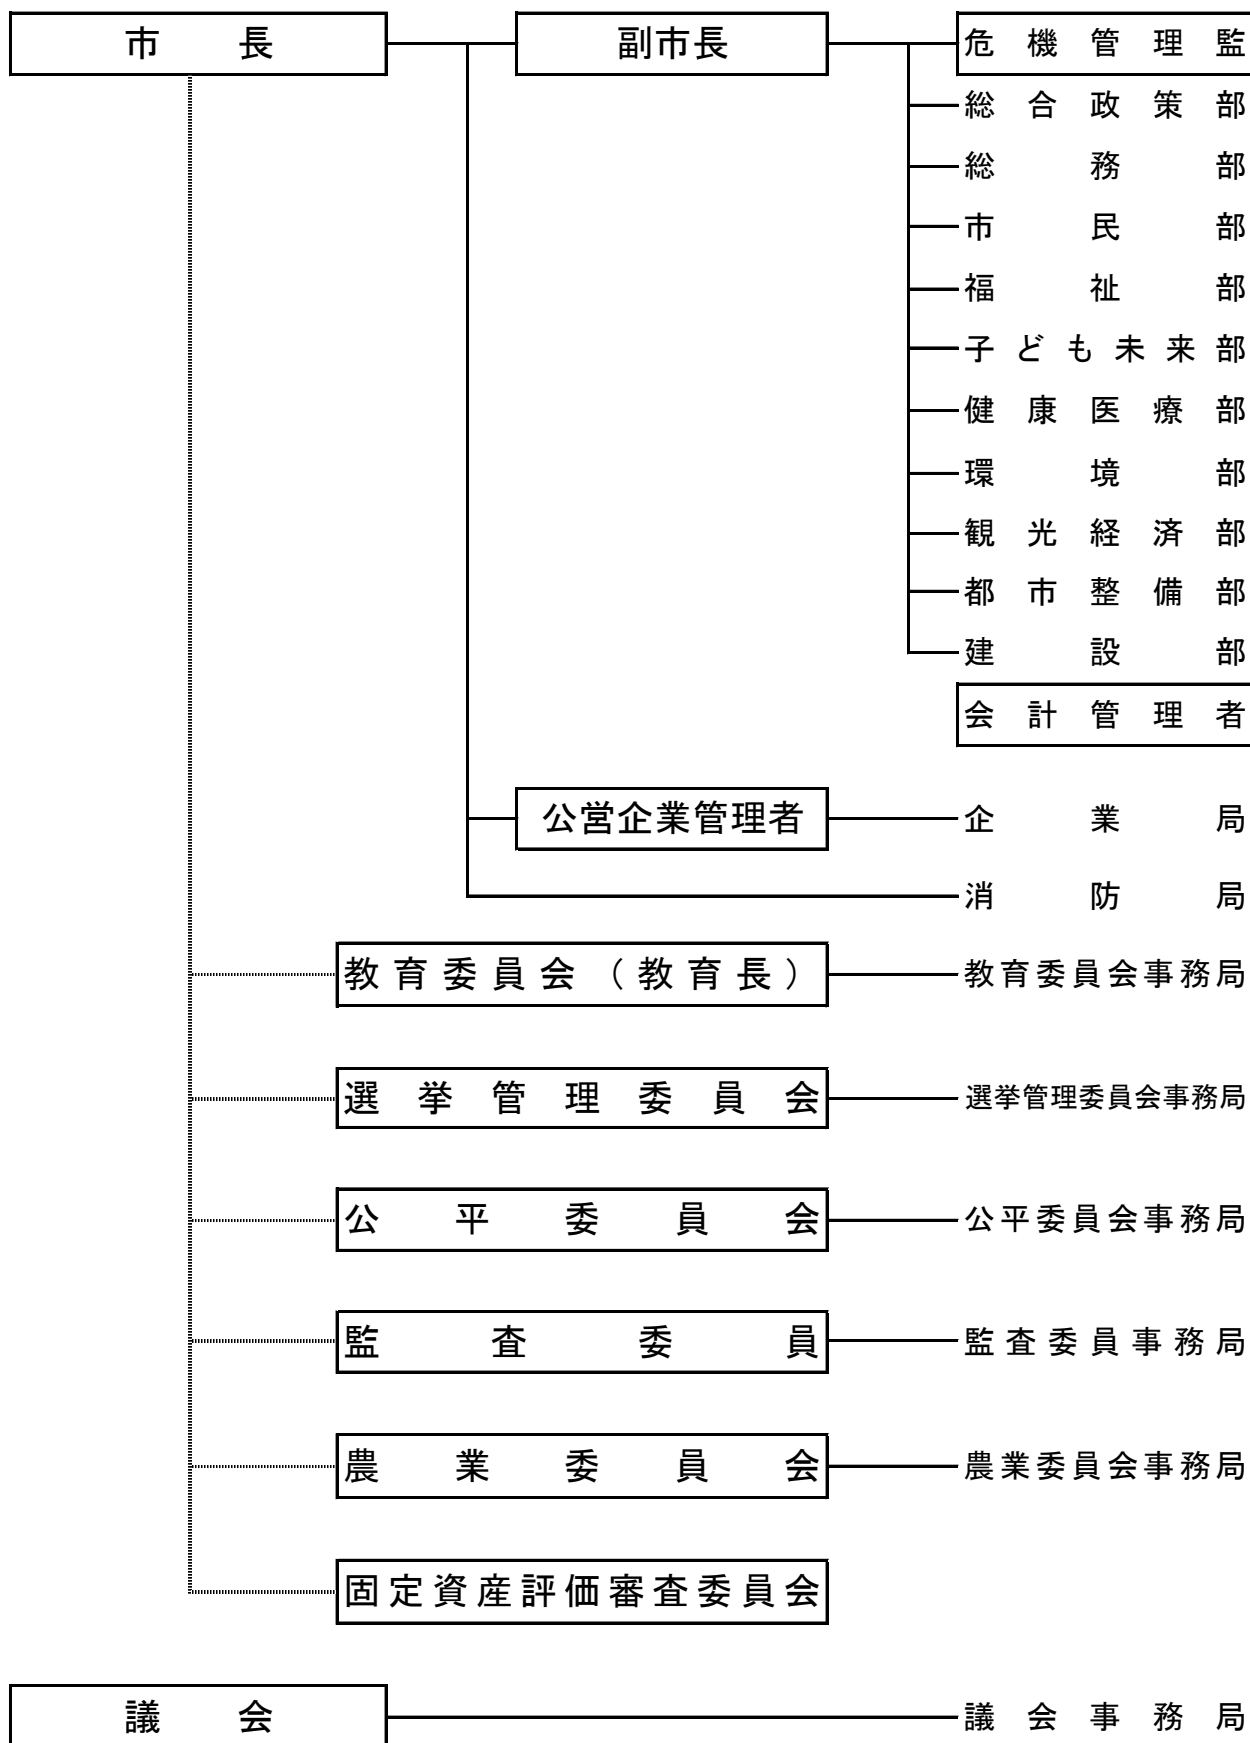 市長 副市長 危機管理監
総合政策部
総務部
市民部
福祉部
子ども未来部
健康医療部
環境部
観光経済部
都市整備部
建設部
会計管理者
公営企業管理者 企業局
消防局
教育委員会（教育長） 教育委員会事務局
選挙管理委員会 選挙管理委員会事務局
公平委員会 公平委員会事務局
監査委員 監査委員事務局
農業委員会 農業委員会事務局
固定資産評価審査委員会
議会 議会事務局